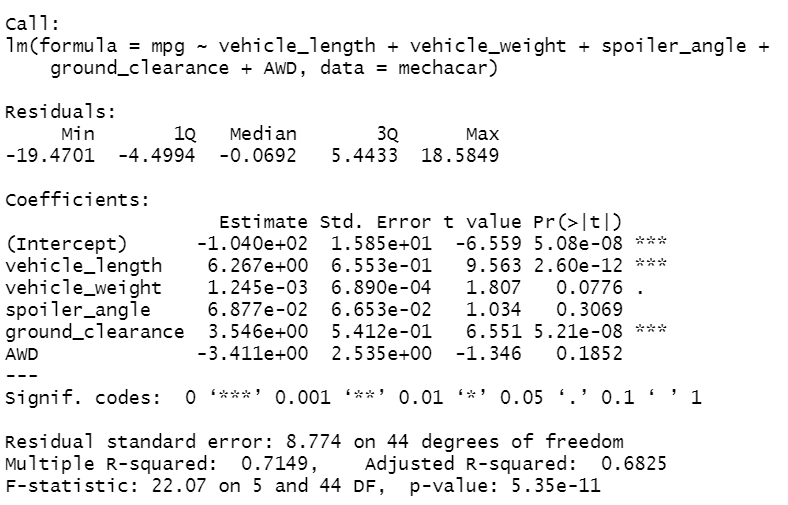 Call:
lm(formula = mpg ~ vehicle_length + vehicle_weight + spoiler_angle +
    ground_clearance + AWD, data = mechacar)

Residuals:
     Min       1Q   Median       3Q      Max
-19.4701  -4.4994  -0.0692   5.4433  18.5849

Coefficients:
                   Estimate Std. Error t value Pr(>|t|)
(Intercept)      -1.040e+02  1.585e+01  -6.559 5.08e-08 ***
vehicle_length    6.267e+00  6.553e-01   9.563 2.60e-12 ***
vehicle_weight    1.245e-03  6.890e-04   1.807   0.0776 .
spoiler_angle     6.877e-02  6.653e-02   1.034   0.3069
ground_clearance  3.546e+00  5.412e-01   6.551 5.21e-08 ***
AWD              -3.411e+00  2.535e+00  -1.346   0.1852
---
Signif. codes:  0 ‘***’ 0.001 ‘**’ 0.01 ‘*’ 0.05 ‘.’ 0.1 ‘ ’ 1

Residual standard error: 8.774 on 44 degrees of freedom
Multiple R-squared:  0.7149,    Adjusted R-squared:  0.6825
F-statistic: 22.07 on 5 and 44 DF,  p-value: 5.35e-11